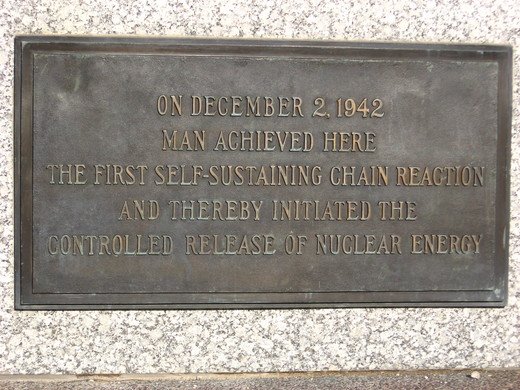 ON DECEMBER 2, 1942
MAN ACHIEVED HERE
THE FIRST SELF-SUSTAINING CHAIN REACTION
AND THEREBY INITIATED THE
CONTROLLED RELEASE OF NUCLEAR ENERGY